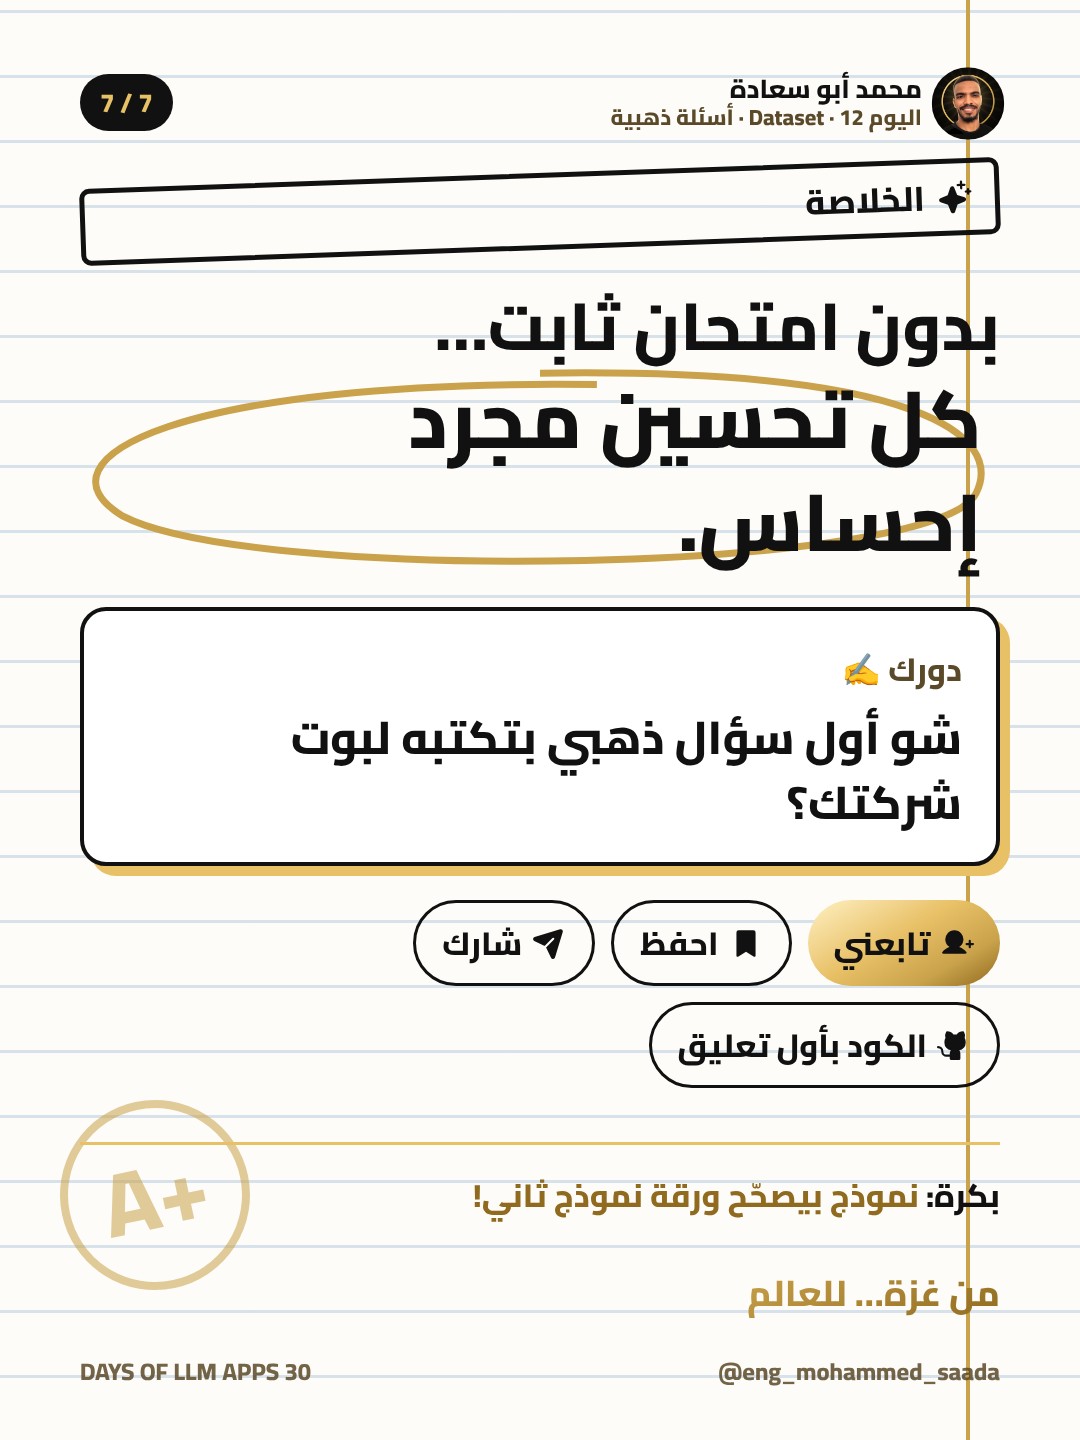 محمد أبو سعادة
اليوم 12 · Dataset · أسئلة ذهبية
7 / 7
الخلاصة
بدون امتحان ثابت...
كل تحسين مجرد
إحساس.
دورك ✍️
شو أول سؤال ذهبي بتكتبه لبوت
شركتك؟
تابعني
احفظ
شارك
الكود بأول تعليق
A+
بكرة: نموذج بيصحّح ورقة نموذج ثاني!
من غزة... للعالم
@eng_mohammed_saada
DAYS OF LLM APPS 30